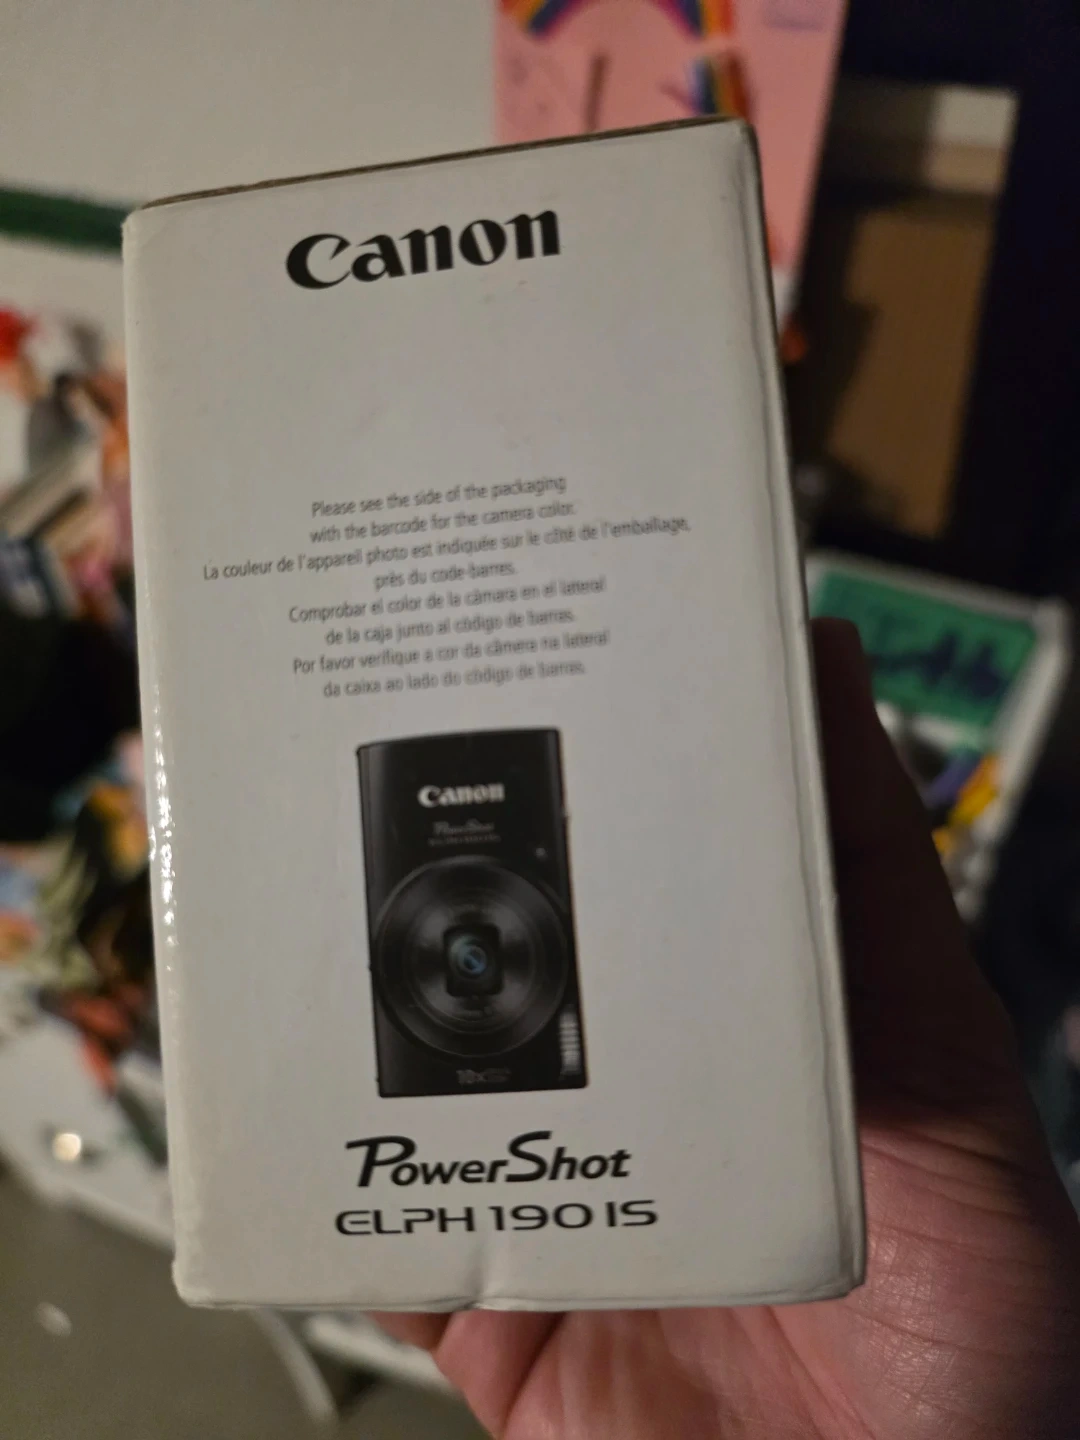 Canon
Please see the side of the packaging
with the barcode for the camera color.
La couleur de l'appareil photo est indiquée sur le côté de l'emballage,
près du code-barres.
Comprobar el color de la cámara en el lateral
de la caja junto al código de barras.
Por favor verifique a cor da câmera na lateral
da caixa ao lado do código de barras.
Canon
PowerShot
10x
PowerShot
ELPH 190 IS